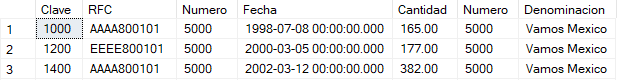 Clave RFC Numero Fecha Cantidad Numero Denominacion
1 1000 AAAA800101 5000 1998-07-08 00:00:00.000 165.00 5000 Vamos Mexico
2 1200 EEEE800101 5000 2000-03-05 00:00:00.000 177.00 5000 Vamos Mexico
3 1400 AAAA800101 5000 2002-03-12 00:00:00.000 382.00 5000 Vamos Mexico